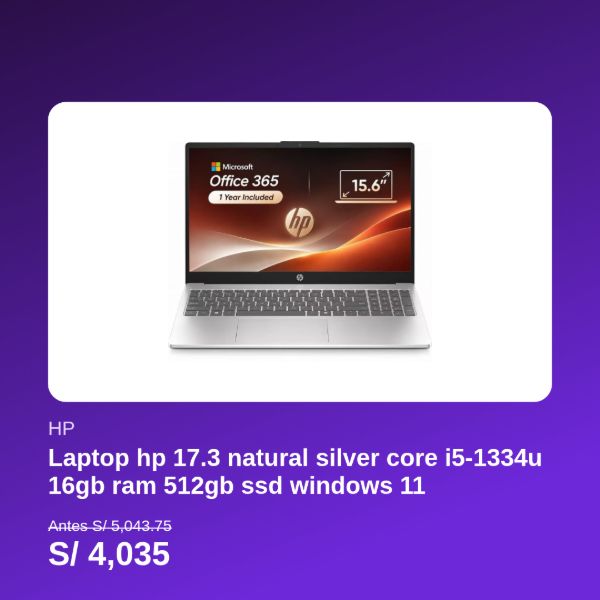 Microsoft
Office 365
1 Year Included
15.6"
hp
hp
HP
Laptop hp 17.3 natural silver core i5-1334u
16gb ram 512gb ssd windows 11
Antes S/ 5,043.75
S/ 4,035